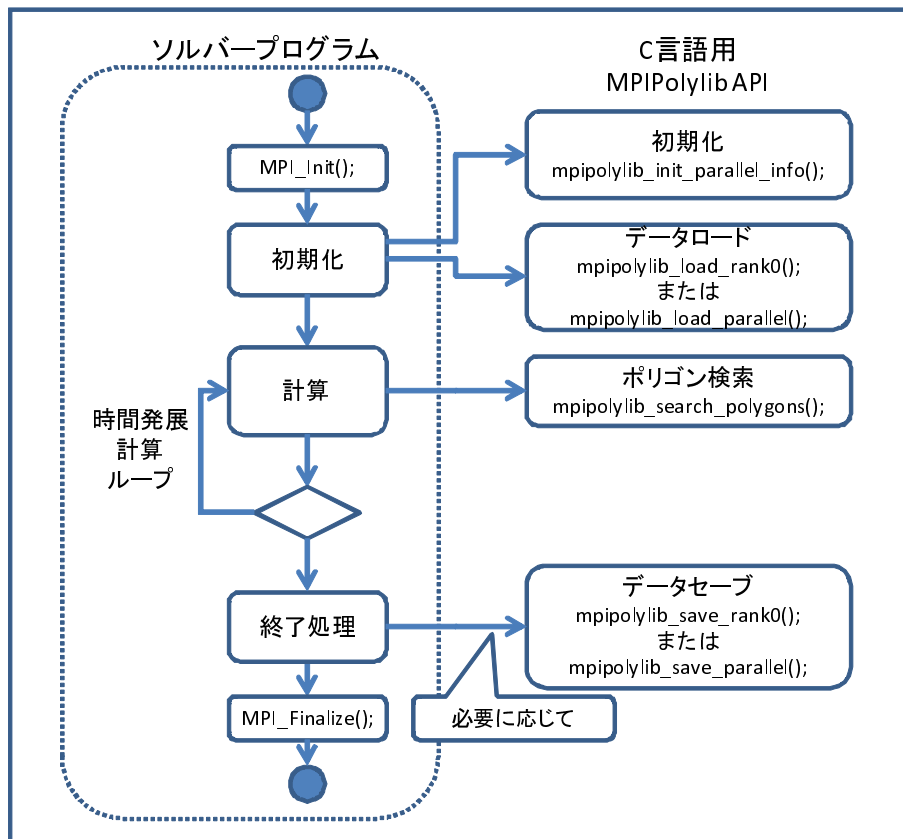 ソルバープログラム
C言語用
MPIPolylib API
MPI_Init();
初期化
mpipolylib_init_parallel_info();
初期化
データロード
mpipolylib_load_rank0();
または
mpipolylib_load_parallel();
計算
ポリゴン検索
mpipolylib_search_polygons();
時間発展
計算
ループ
終了処理
データセーブ
mpipolylib_save_rank0();
または
mpipolylib_save_parallel();
MPI_Finalize();
必要に応じて